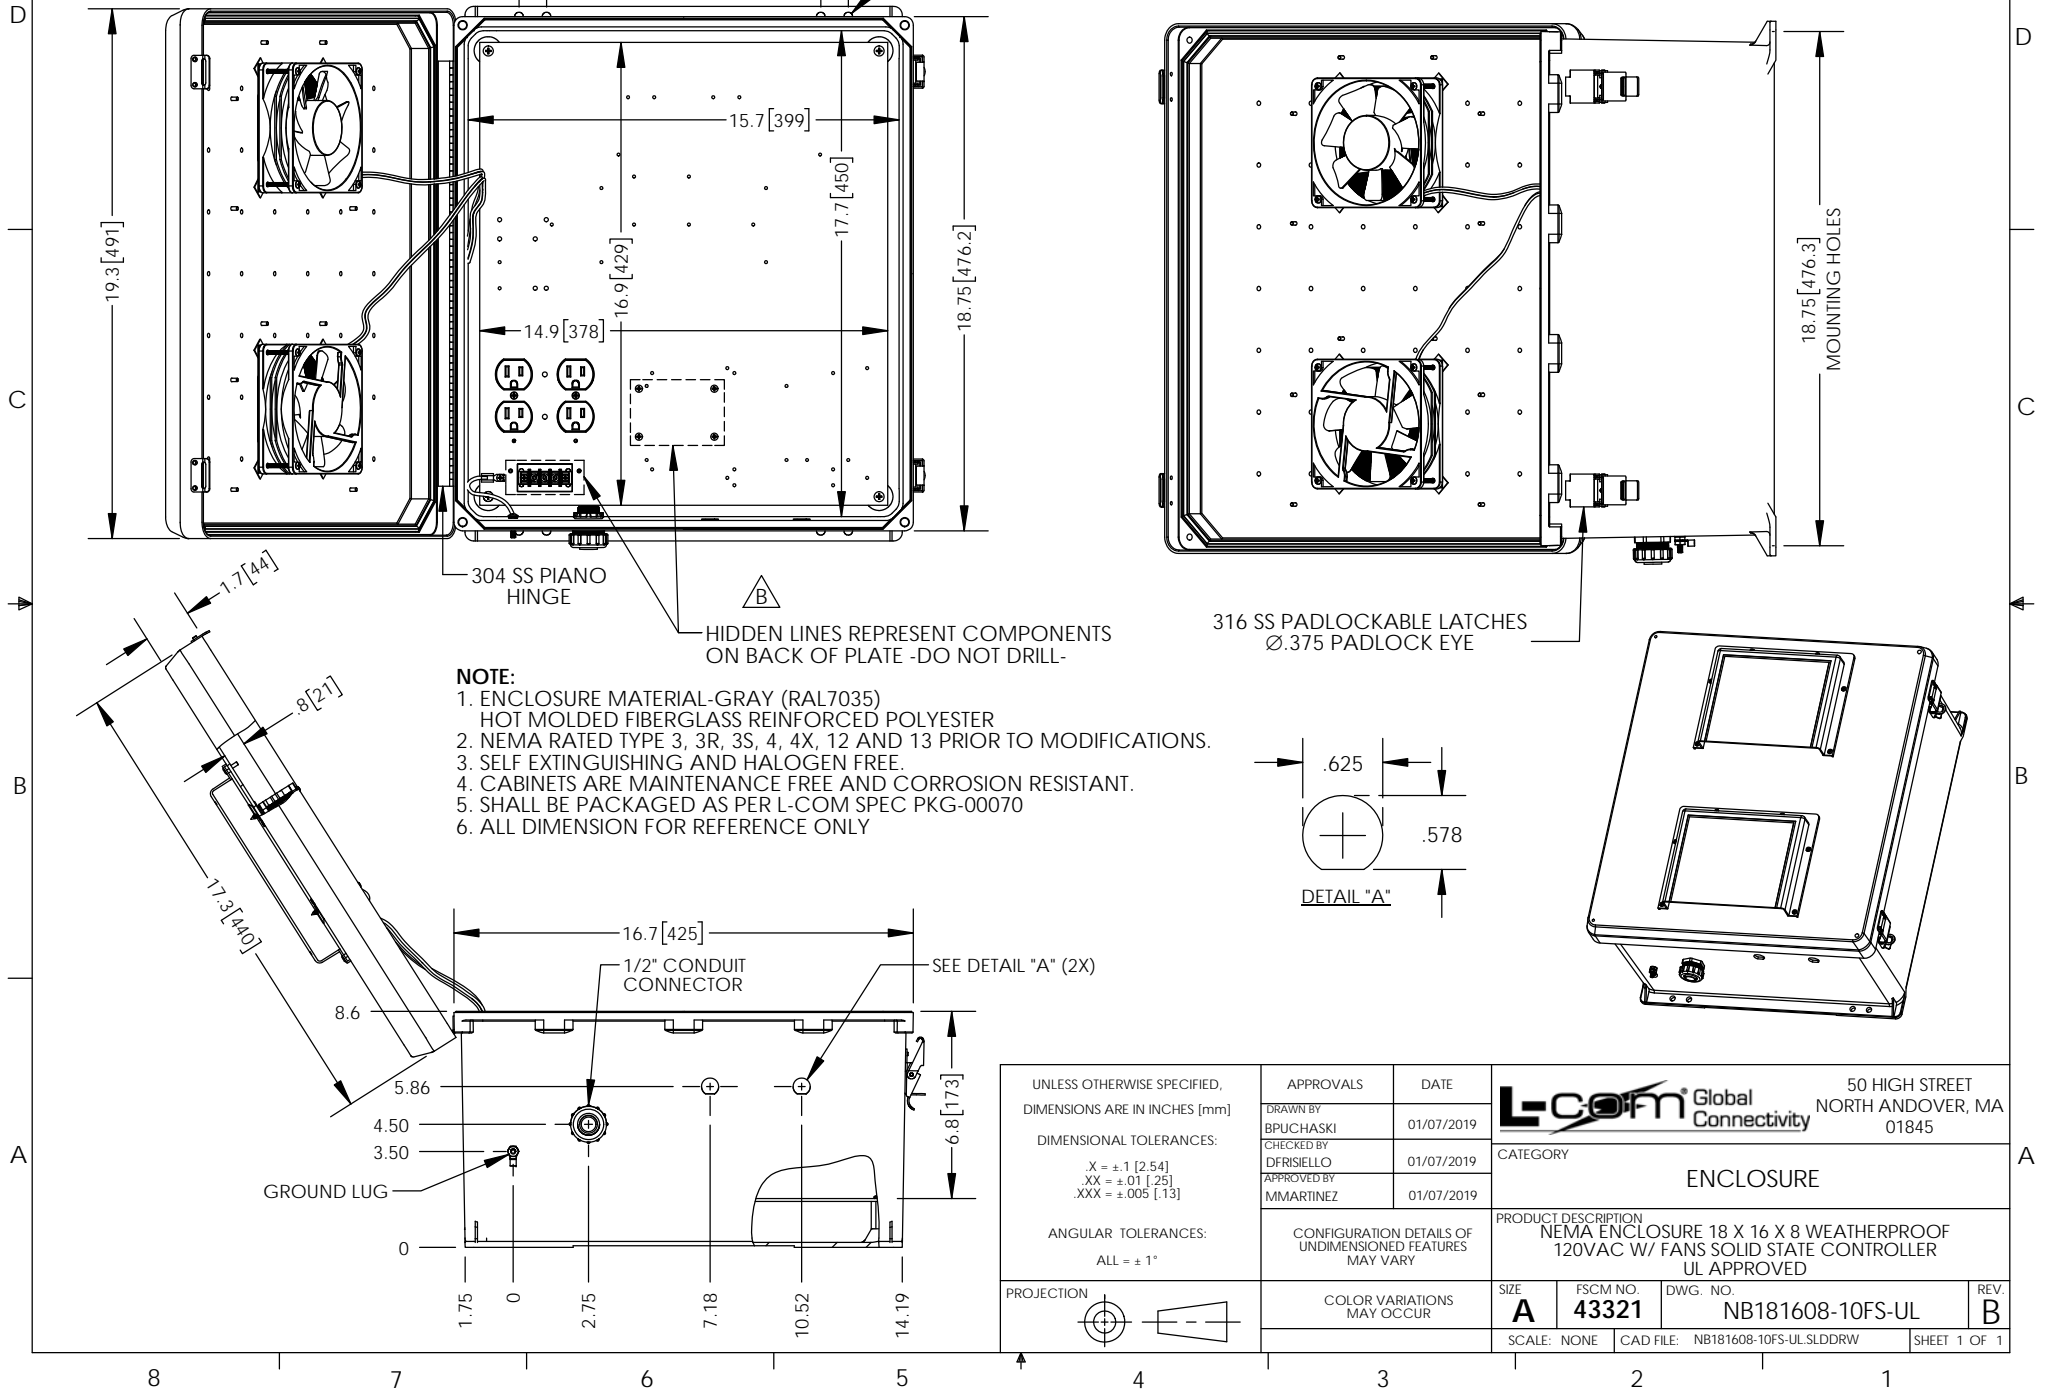 D
D
19.3[491]
15.7[399]
17.7[450]
16.9[429]
14.9[378]
18.75[476.2]
18.75[476.3]
MOUNTING HOLES
C
C
304 SS PIANO
HINGE
B
HIDDEN LINES REPRESENT COMPONENTS
ON BACK OF PLATE -DO NOT DRILL-
316 SS PADLOCKABLE LATCHES
Ø.375 PADLOCK EYE
1.7[44]
.8[21]
17.3[440]
NOTE:
1. ENCLOSURE MATERIAL-GRAY (RAL7035)
HOT MOLDED FIBERGLASS REINFORCED POLYESTER
2. NEMA RATED TYPE 3, 3R, 3S, 4, 4X, 12 AND 13 PRIOR TO MODIFICATIONS.
3. SELF EXTINGUISHING AND HALOGEN FREE.
4. CABINETS ARE MAINTENANCE FREE AND CORROSION RESISTANT.
5. SHALL BE PACKAGED AS PER L-COM SPEC PKG-00070
6. ALL DIMENSION FOR REFERENCE ONLY
.625
.578
DETAIL "A"
B
B
16.7[425]
1/2" CONDUIT
CONNECTOR
SEE DETAIL "A" (2X)
8.6
5.86
4.50
3.50
GROUND LUG
0
6.8[173]
1.75
0
2.75
7.18
10.52
14.19
A
A
UNLESS OTHERWISE SPECIFIED,
DIMENSIONS ARE IN INCHES [mm]
DIMENSIONAL TOLERANCES:
.X = ±.1 [2.54]
.XX = ±.01 [.25]
.XXX = ±.005 [.13]
ANGULAR TOLERANCES:
ALL = ± 1°
PROJECTION
APPROVALS
DATE
DRAWN BY
BPUCHASKI
01/07/2019
CHECKED BY
DFRISIELLO
01/07/2019
APPROVED BY
MMARTINEZ
01/07/2019
CONFIGURATION DETAILS OF
UNDIMENSIONED FEATURES
MAY VARY
COLOR VARIATIONS
MAY OCCUR
L-com® Global
Connectivity
50 HIGH STREET
NORTH ANDOVER, MA
01845
CATEGORY
ENCLOSURE
PRODUCT DESCRIPTION
NEMA ENCLOSURE 18 X 16 X 8 WEATHERPROOF
120VAC W/ FANS SOLID STATE CONTROLLER
UL APPROVED
SIZE
A
FSCM NO.
43321
DWG. NO.
NB181608-10FS-UL
REV.
B
SCALE: NONE
CAD FILE: NB181608-10FS-UL.SLDDRW
SHEET 1 OF 1
8
7
6
5
4
3
2
1